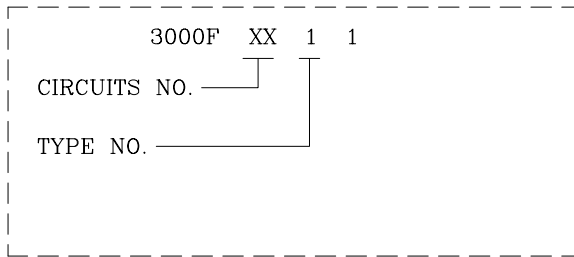 3000F XX 1 1
CIRCUITS NO.
TYPE NO.